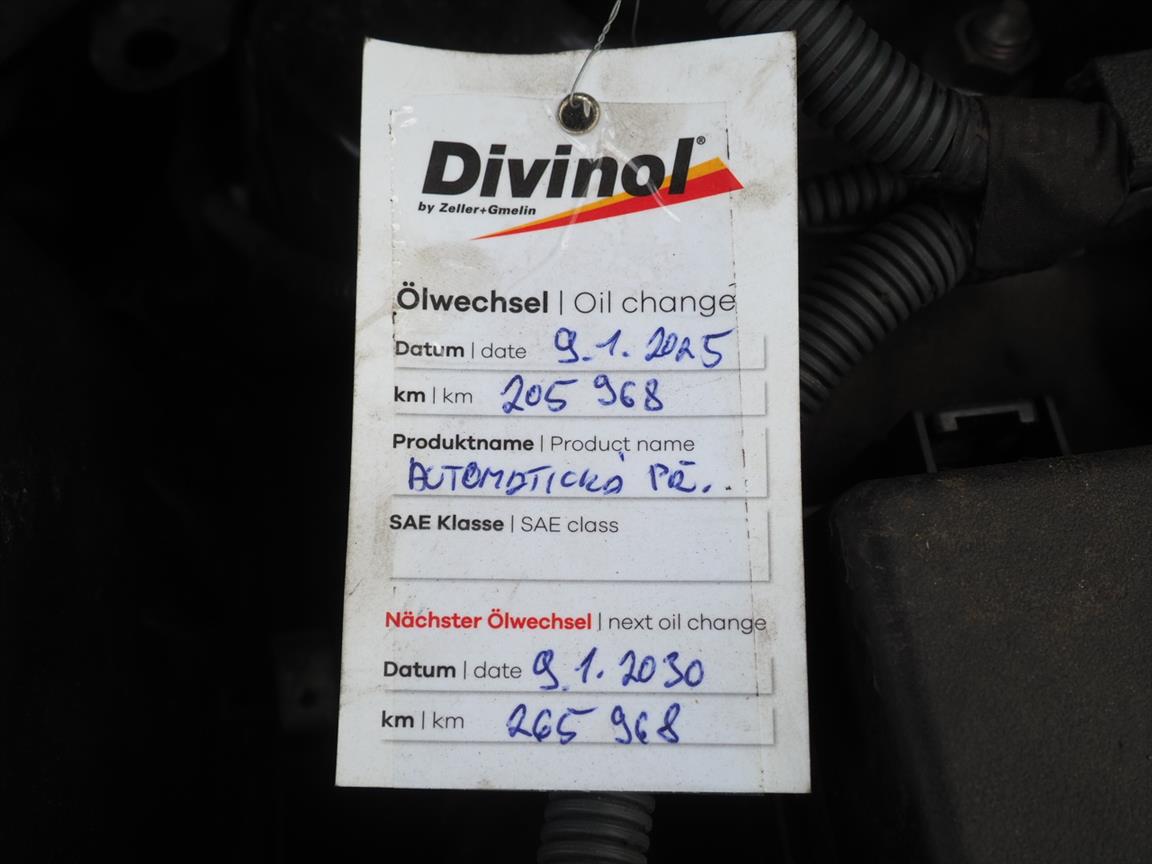 Divinol®
by Zeller+Gmelin
Ölwechsel | Oil change
Datum | date 9.1.2025
km | km 205 968
Produktname | Product name
AUTOMATICKÁ PŘ.
SAE Klasse | SAE class
Nächster Ölwechsel | next oil change
Datum | date 9.1.2030
km | km 265 968